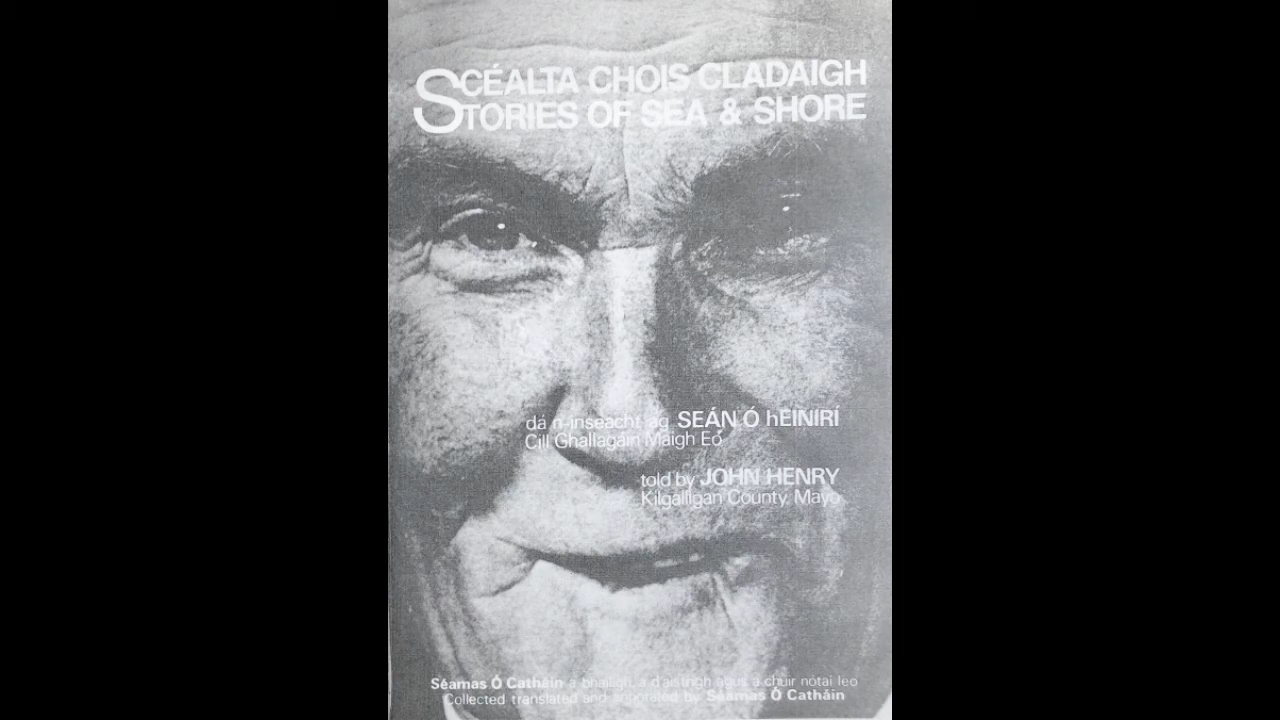 SCÉALTA CHOIS CLADAIGH
STORIES OF SEA & SHORE
dá n-inseacht ag SEÁN Ó hEINIRÍ
Cill Ghallagáin Maigh Eo
told by JOHN HENRY
Kilgalligan County Mayo
Séamas Ó Catháin a bhailigh, a d'aistrigh agus a chuir nótaí leo
Collected translated and annotated by Séamas Ó Catháin